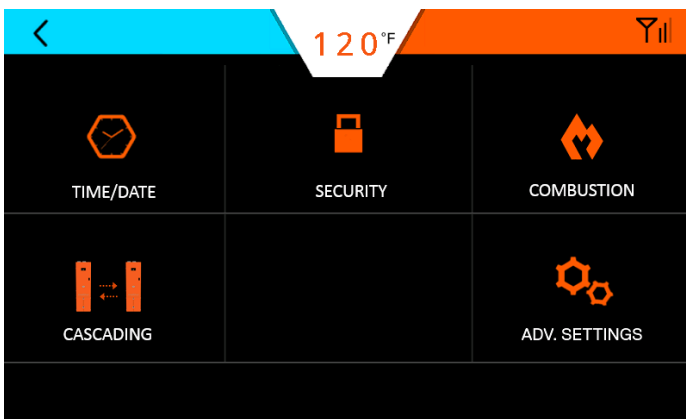 120°F
TIME/DATE
SECURITY
COMBUSTION
CASCADING
ADV. SETTINGS